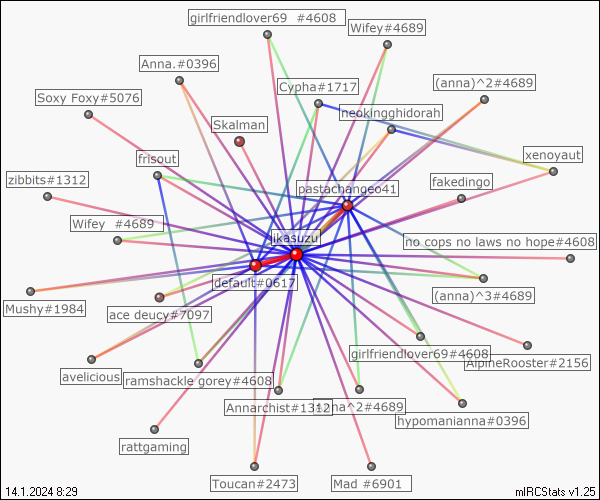 girlfriendlover69 #4608
Wifey#4689
Anna.#0396
Cypha#1717
(anna)^2#4689
Soxy Foxy#5076
neokingghidorah
Skalman
frisout
xenoyaut
zibbits#1312
pastachangeo41
fakedingo
Wifey #4689
ikasuzu
no cops no laws no hope#4608
default#0617
(anna)^3#4689
Mushy#1984
ace deucy#7097
girlfriendlover69#4608
AlpineRooster#2156
avelicious
ramshackle gorey#4608
Annarchist#1312
anna^2#4689
hypomanianna#0396
rattgaming
Toucan#2473
Mad #6901
14.1.2024 8:29
mIRCStats v1.25